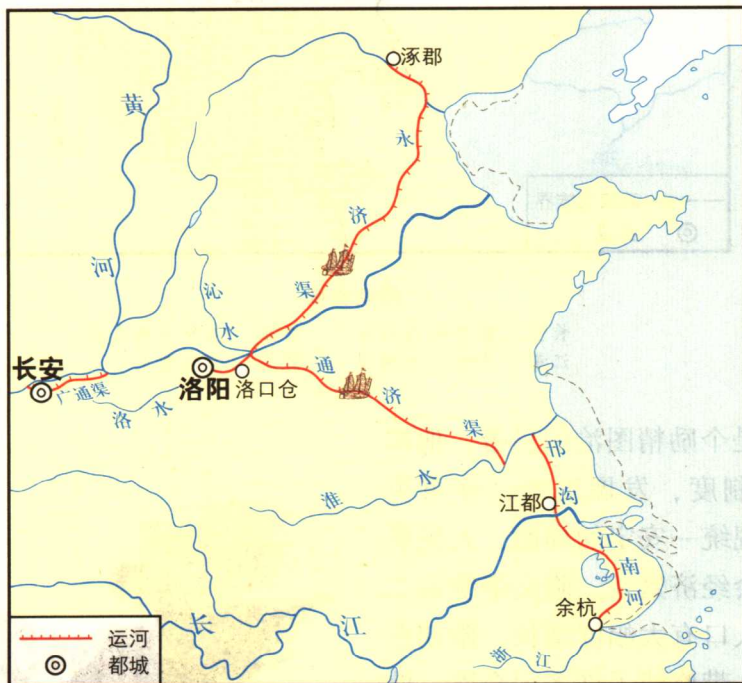 涿郡
永济渠
黄河
沁水
长安
广通渠
洛水
洛阳
洛口仓
通济渠
淮水
邗沟
江都
江南河
长江
余杭
浙江
运河
都城